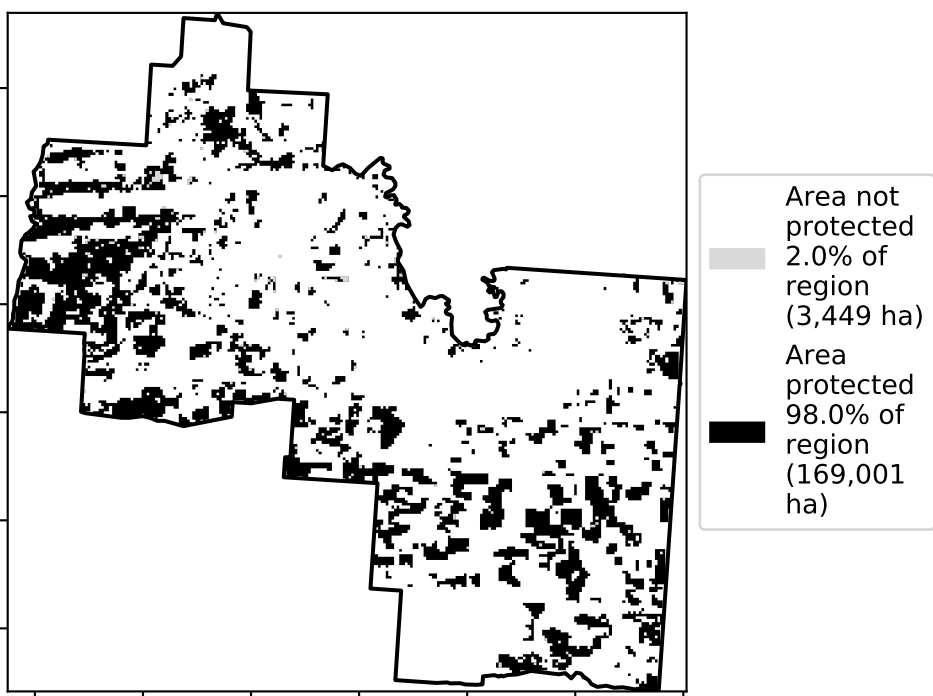 Area not
protected
2.0% of
region
(3,449 ha)
Area
protected
98.0% of
region
(169,001
ha)